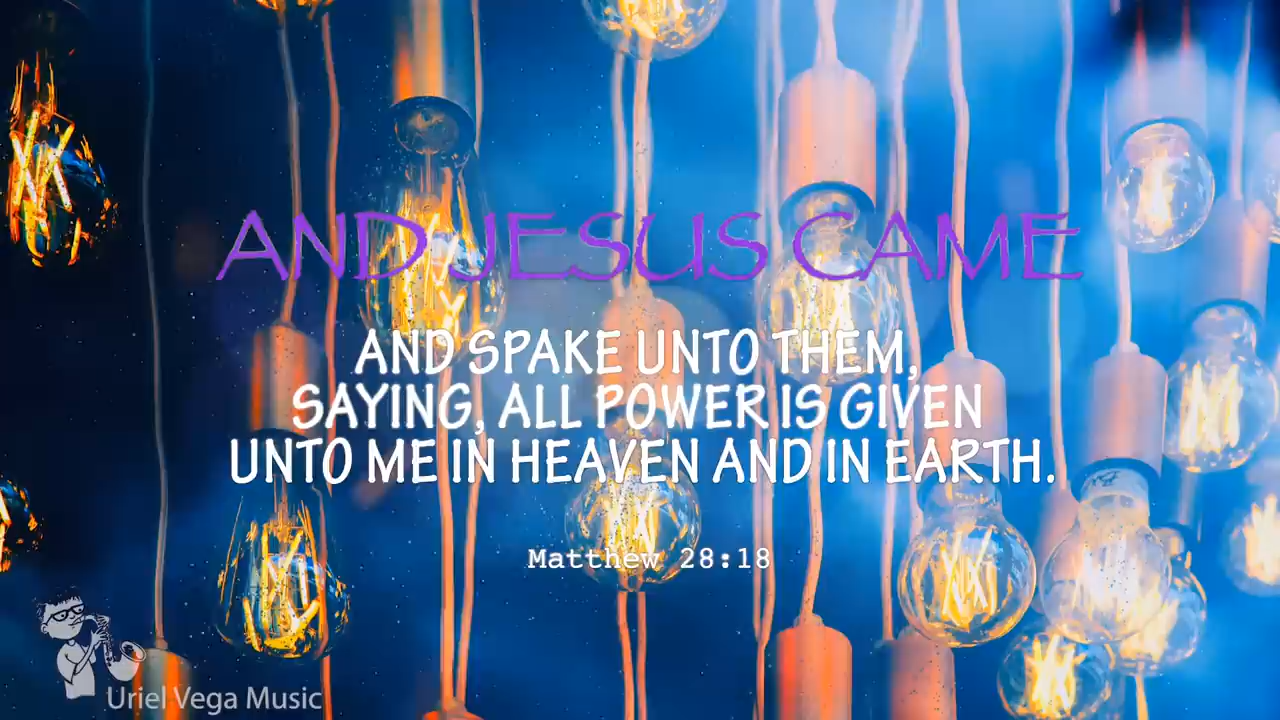 AND JESUS CAME
AND SPAKE UNTO THEM,
SAYING, ALL POWER IS GIVEN
UNTO ME IN HEAVEN AND IN EARTH.
Matthew 28:18
Uriel Vega Music